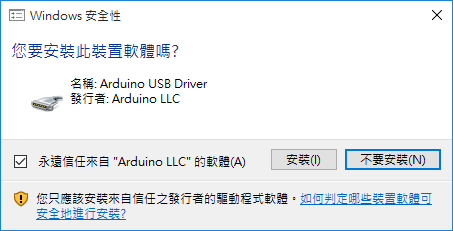 Windows 安全性
您要安裝此裝置軟體嗎?
名稱: Arduino USB Driver
發行者: Arduino LLC
永遠信任來自 "Arduino LLC" 的軟體(A)
安裝(I)
不要安裝(N)
您只應該安裝來自信任之發行者的驅動程式軟體。如何判定哪些裝置軟體可
安全地進行安裝?